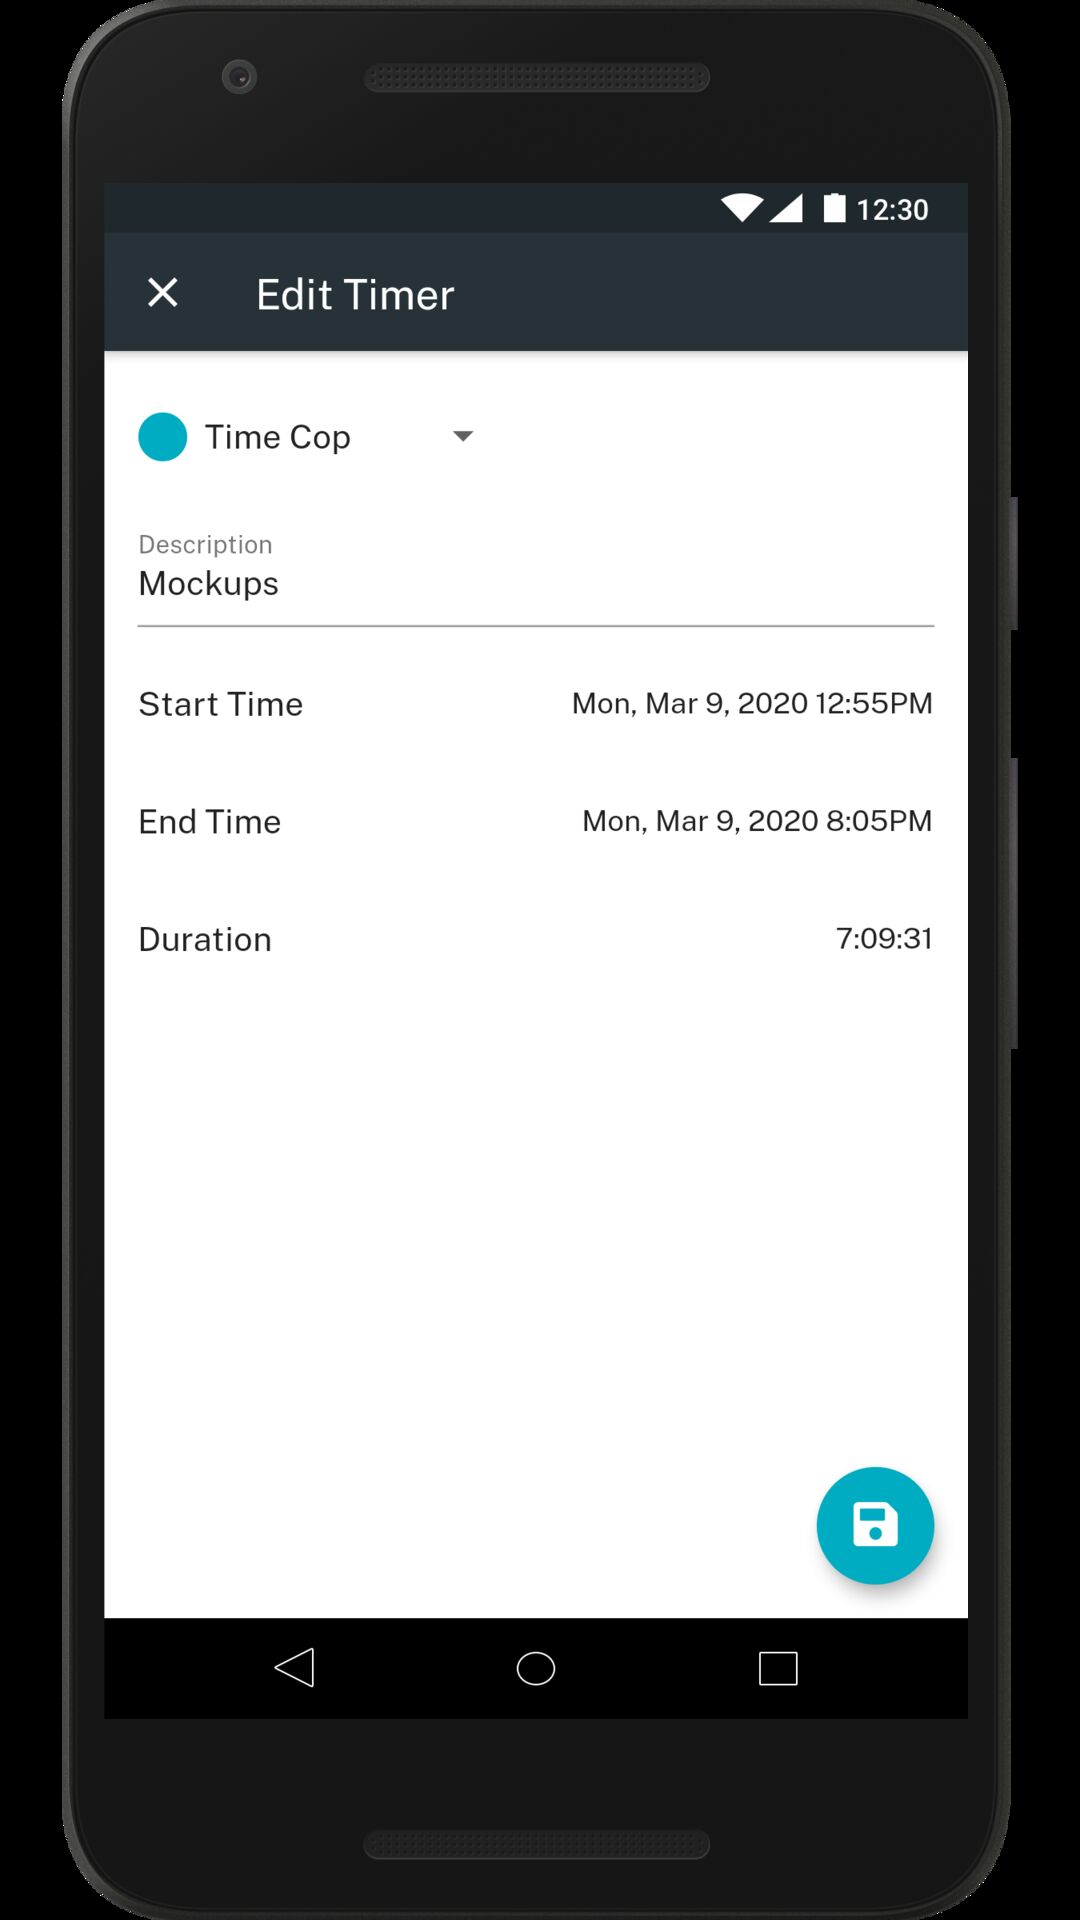 12:30
Edit Timer
Time Cop
Description
Mockups
Start Time Mon, Mar 9, 2020 12:55PM
End Time Mon, Mar 9, 2020 8:05PM
Duration 7:09:31